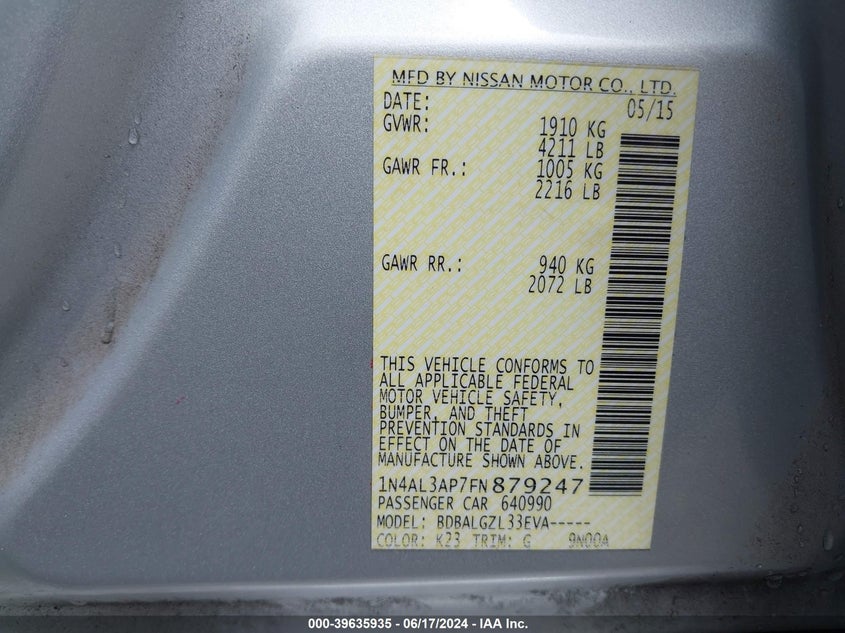 MFD BY NISSAN MOTOR CO., LTD.
DATE: 05/15
GVWR: 1910 KG
4211 LB
GAWR FR.: 1005 KG
2216 LB
GAWR RR.: 940 KG
2072 LB
THIS VEHICLE CONFORMS TO
ALL APPLICABLE FEDERAL
MOTOR VEHICLE SAFETY,
BUMPER, AND THEFT
PREVENTION STANDARDS IN
EFFECT ON THE DATE OF
MANUFACTURE SHOWN ABOVE.
1N4AL3AP7FN879247
PASSENGER CAR 640990
MODEL: BDBALGZL33EVA-----
COLOR: K23 TRIM: G 9N00A
000-39635935 - 06/17/2024 - IAA Inc.